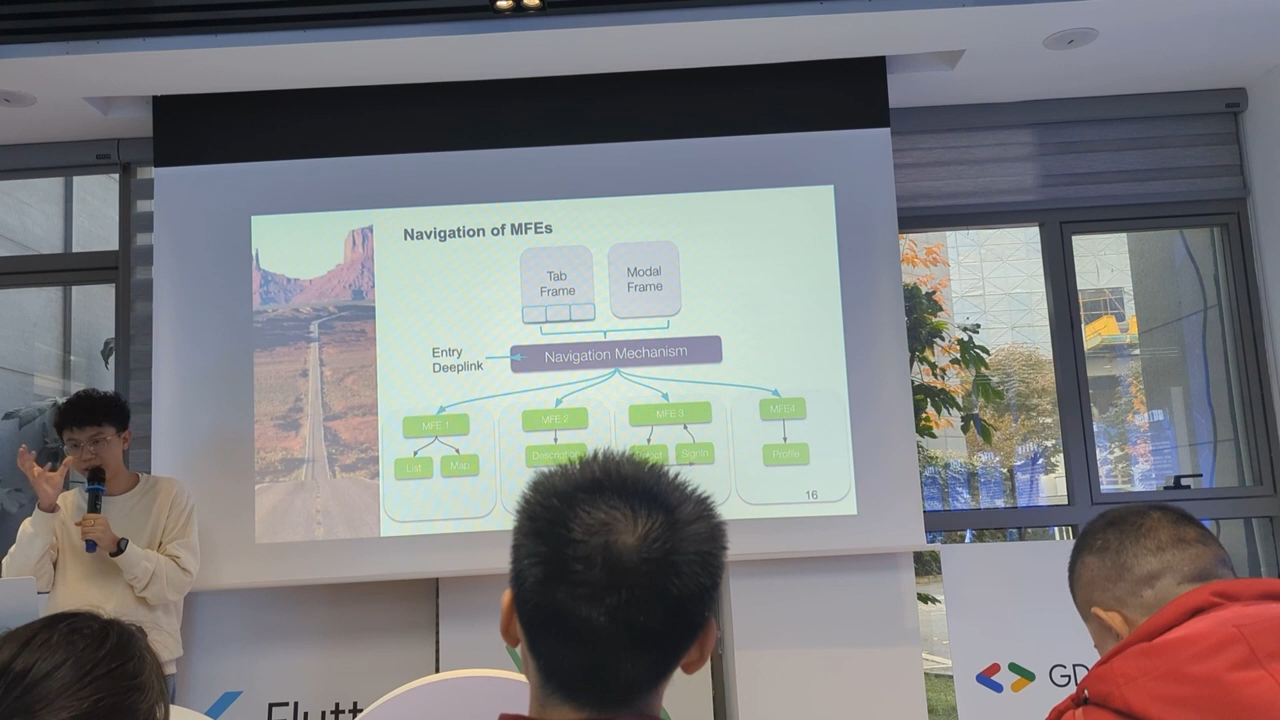 Navigation of MFEs
Tab
Frame
Modal
Frame
Entry
Deeplink
Navigation Mechanism
MFE 1
MFE 2
MFE 3
MFE4
List
Map
Description
SignIn
Profile
16
Flutt
GD